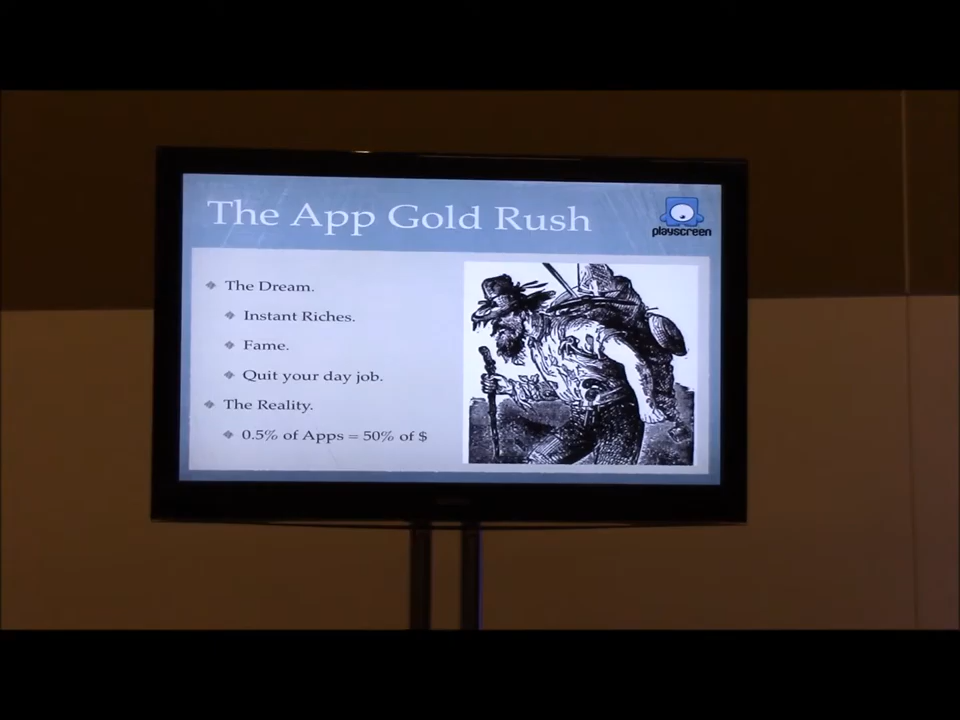 The App Gold Rush
playscreen
The Dream.
Instant Riches.
Fame.
Quit your day job.
The Reality.
0.5% of Apps = 50% of $